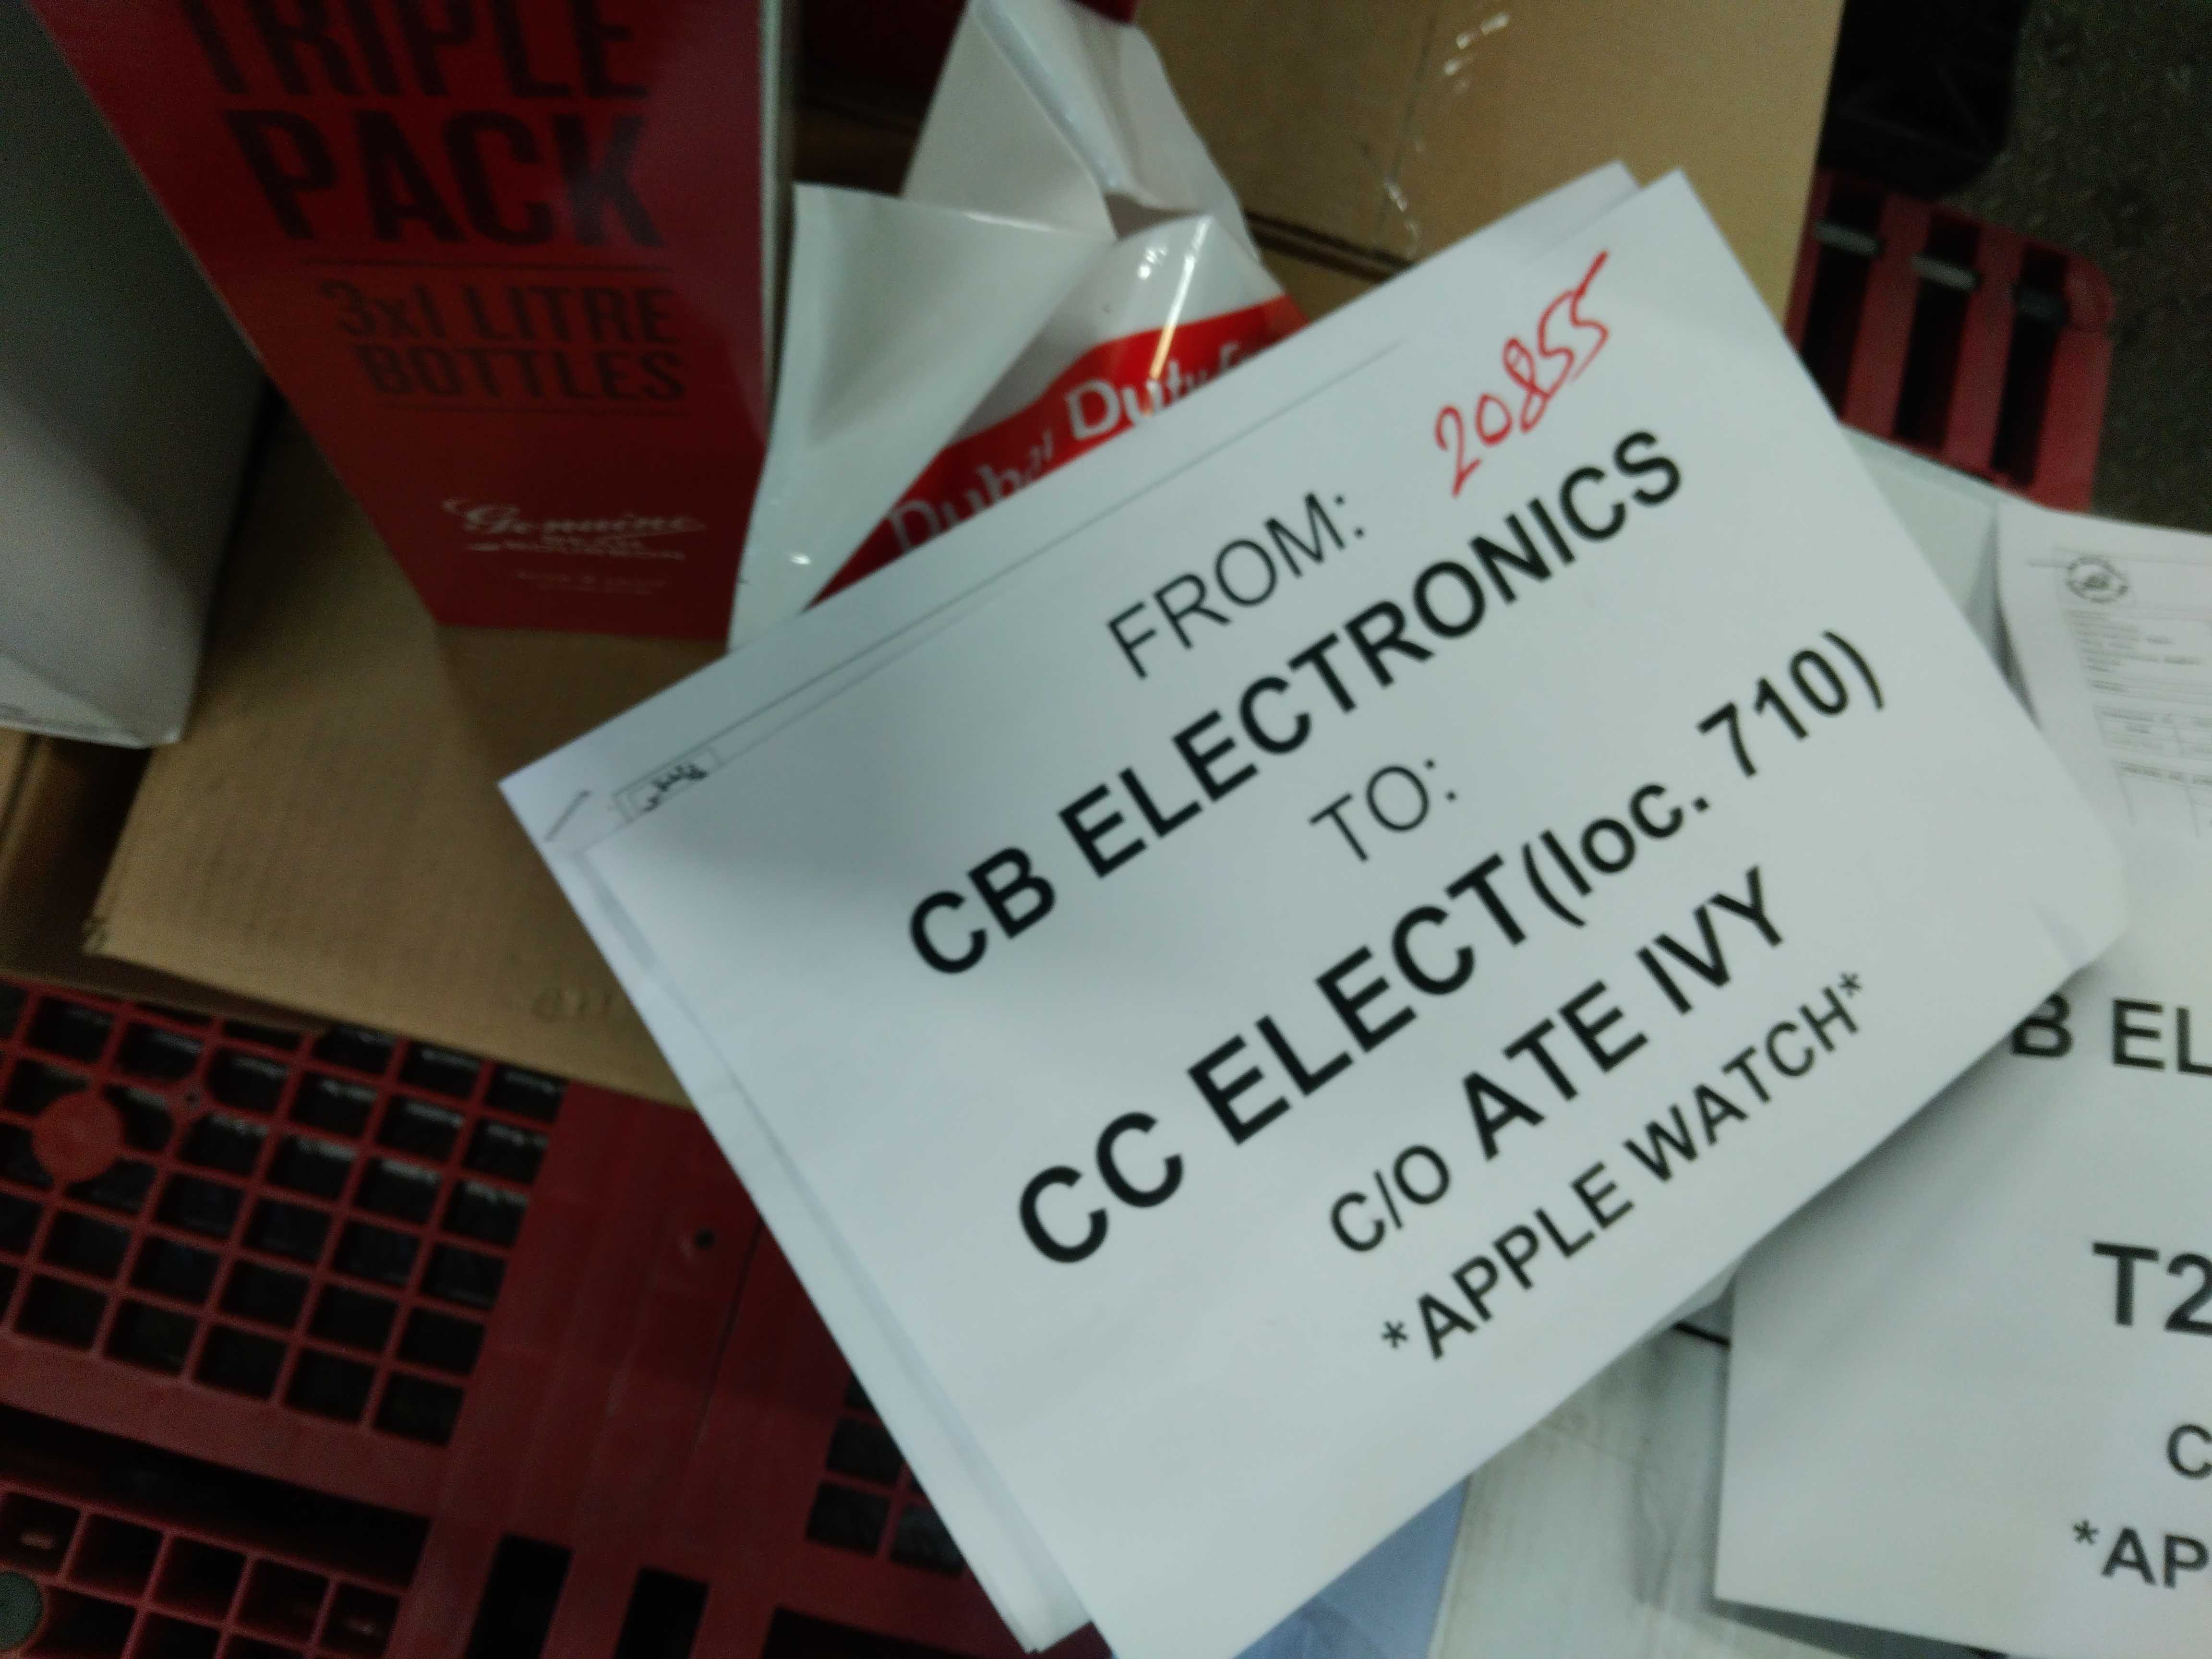 TRIPLE
PACK
3x1 LITRE
BOTTLES
Genuine
Dubai Duty
20855
FROM:
CB ELECTRONICS
TO:
CC ELECT(loc. 710)
C/O ATE IVY
*APPLE WATCH*
B EL
T2
C
*AP